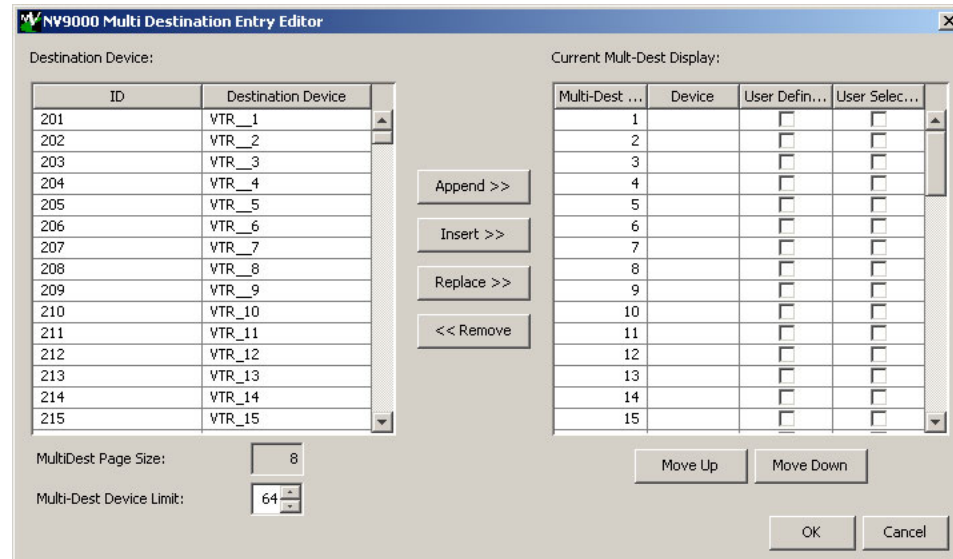 NV9000 Multi Destination Entry Editor
Destination Device:
ID Destination Device
201 VTR__1
202 VTR__2
203 VTR__3
204 VTR__4
205 VTR__5
206 VTR__6
207 VTR__7
208 VTR__8
209 VTR__9
210 VTR_10
211 VTR_11
212 VTR_12
213 VTR_13
214 VTR_14
215 VTR_15
MultiDest Page Size: 8
Multi-Dest Device Limit: 64
Append >>
Insert >>
Replace >>
<< Remove
Current Mult-Dest Display:
Multi-Dest ... Device User Defin... User Selec...
1
2
3
4
5
6
7
8
9
10
11
12
13
14
15
Move Up Move Down
OK Cancel